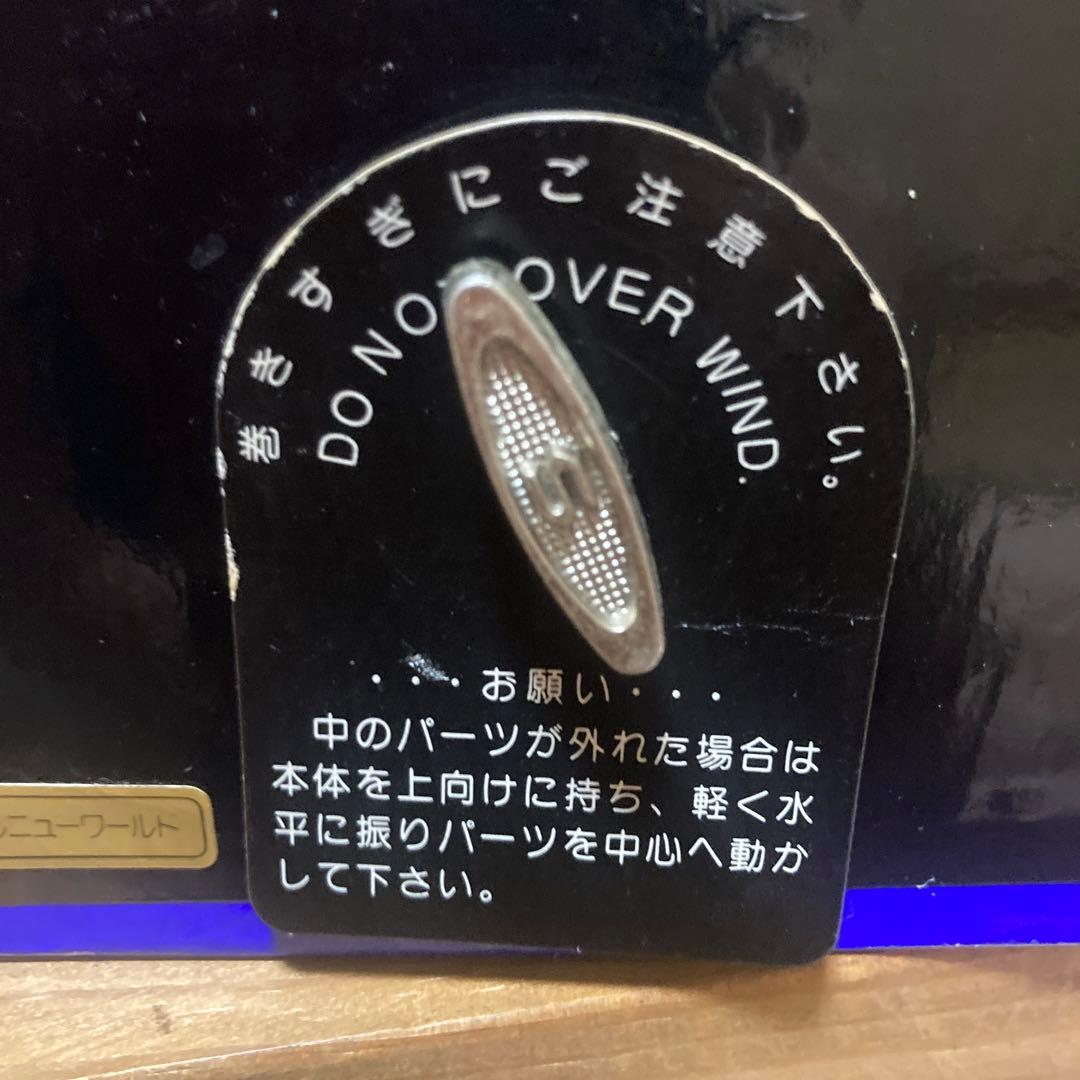 巻きすぎにご注意下さい。
DO NO OVER WIND.
・・・お願い・・・
中のパーツが外れた場合は
本体を上向けに持ち、軽く水
平に振りパーツを中心へ動か
して下さい。
ニューワールド